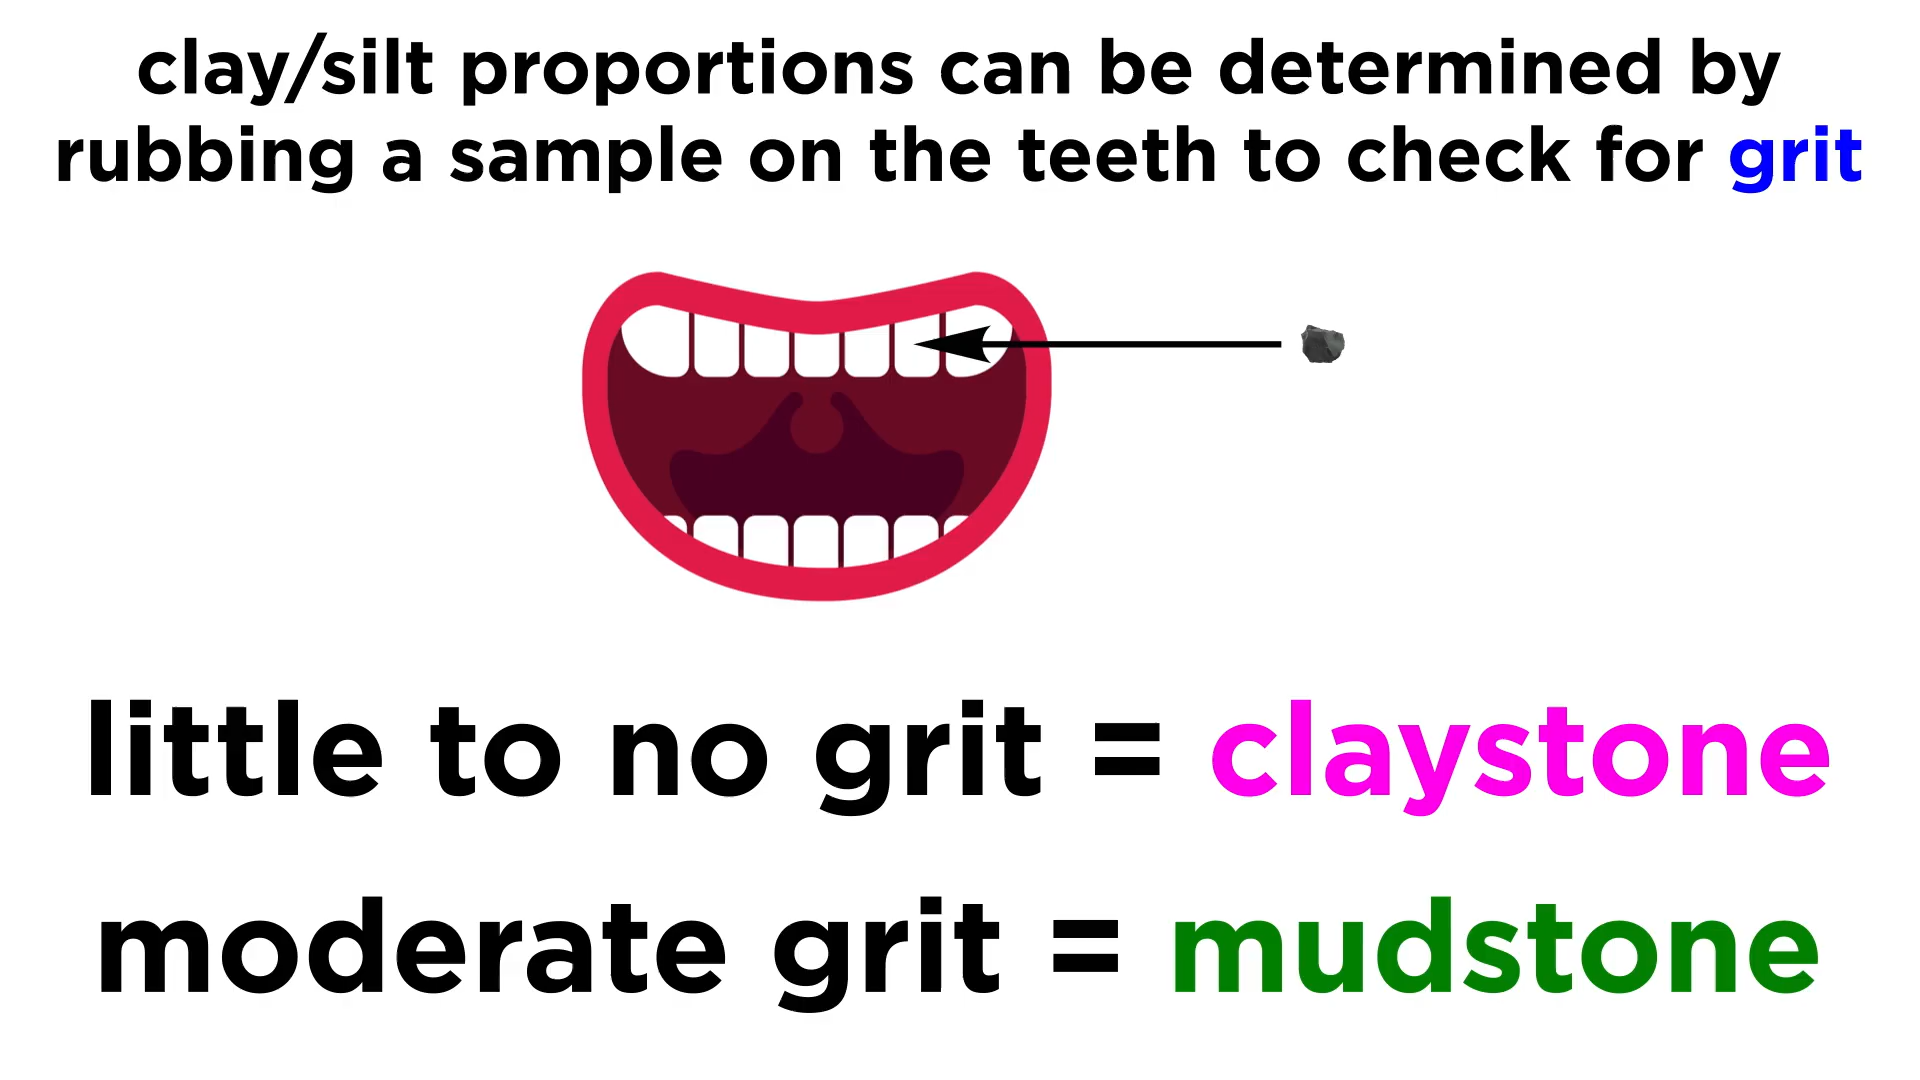 clay/silt proportions can be determined by
rubbing a sample on the teeth to check for grit
little to no grit = claystone
moderate grit = mudstone